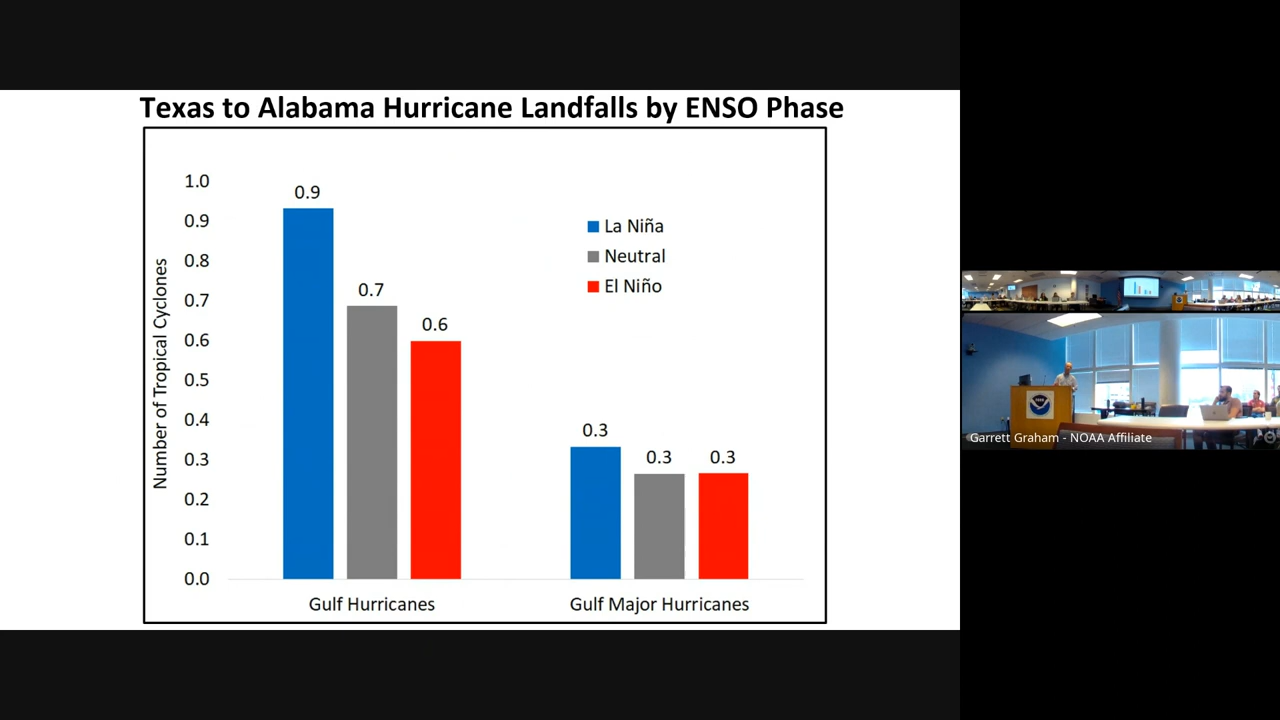 Texas to Alabama Hurricane Landfalls by ENSO Phase
Number of Tropical Cyclones
1.0
0.9
0.8
0.7
0.6
0.5
0.4
0.3
0.2
0.1
0.0
0.9
0.7
0.6
0.3
0.3
0.3
La Niña
Neutral
El Niño
Gulf Hurricanes
Gulf Major Hurricanes
Garrett Graham - NOAA Affiliate